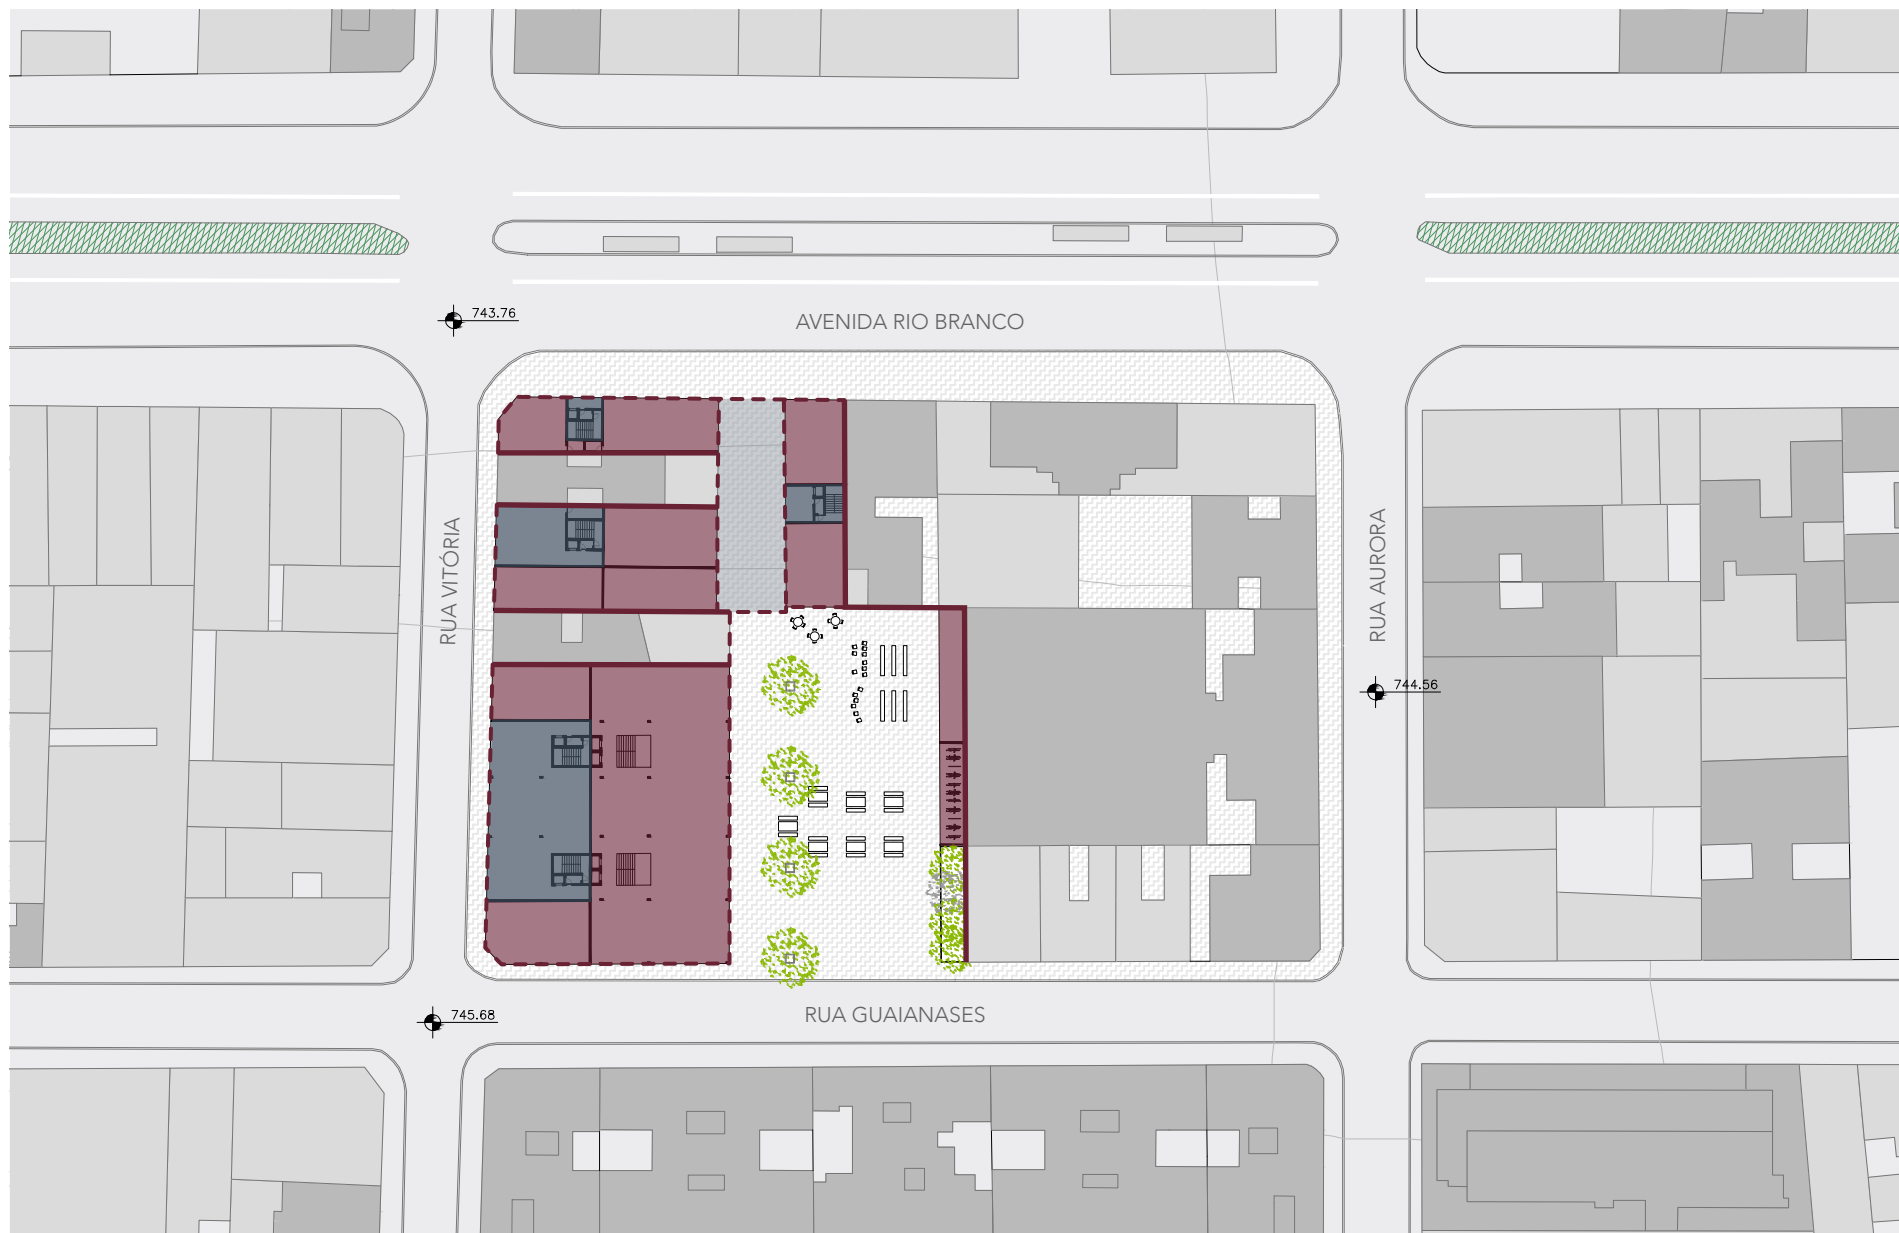 743.76
AVENIDA RIO BRANCO
RUA VITÓRIA
RUA AURORA
744.56
745.68
RUA GUAIANASES